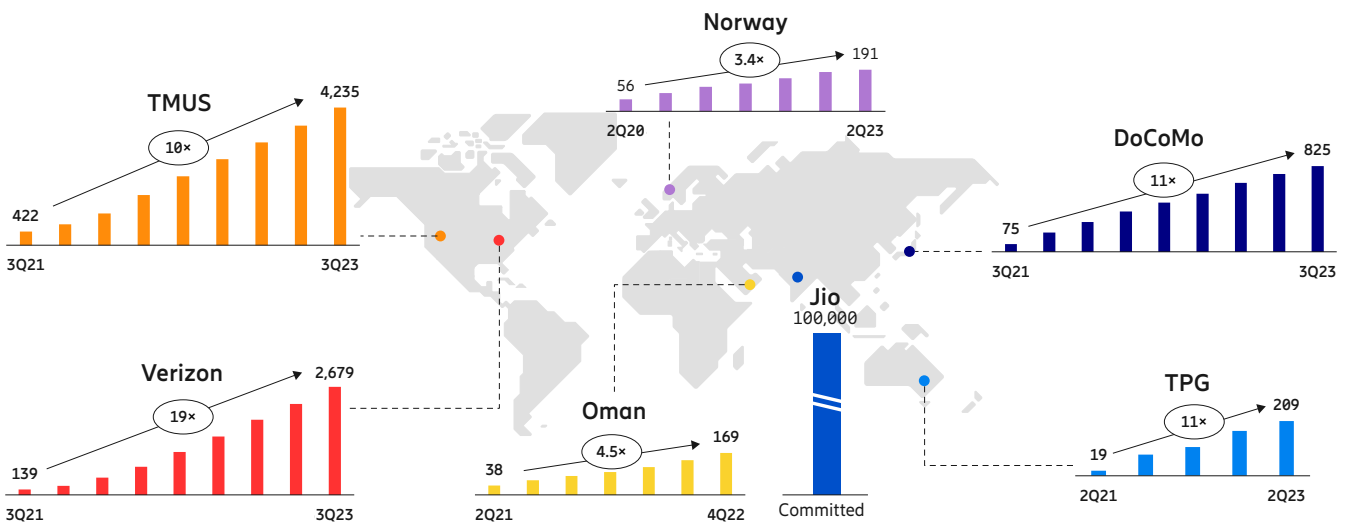 Norway
3.4×
56
191
2Q20
2Q23
TMUS
10×
422
4,235
3Q21
3Q23
DoCoMo
11×
75
825
3Q21
3Q23
Jio
100,000
Committed
Verizon
19×
139
2,679
3Q21
3Q23
Oman
4.5×
38
169
2Q21
4Q22
TPG
11×
19
209
2Q21
2Q23